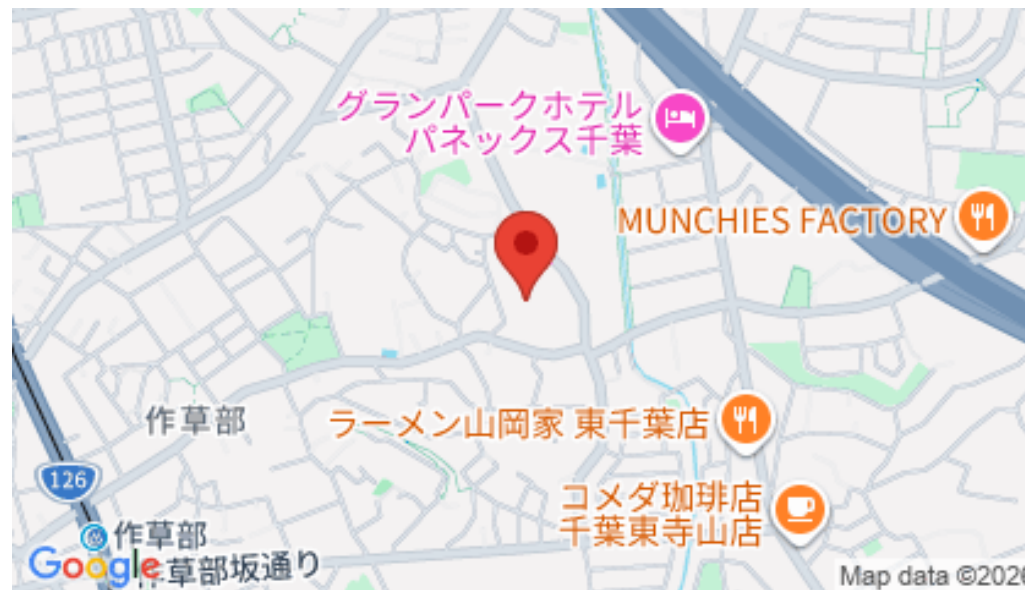 グランパークホテル
パネックス千葉
MUNCHIES FACTORY
作草部
ラーメン山岡家 東千葉店
126
コメダ珈琲店
千葉東寺山店
作草部
Google
草部坂通り
Map data ©2026